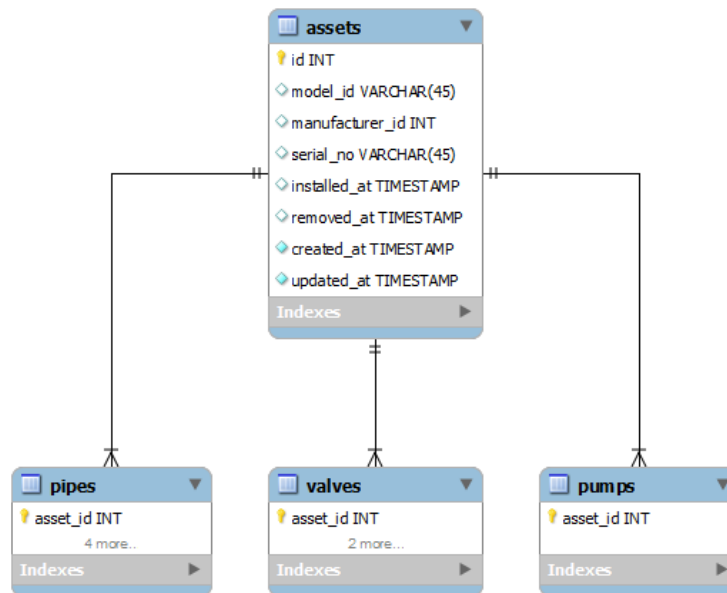 assets
id INT
model_id VARCHAR(45)
manufacturer_id INT
serial_no VARCHAR(45)
installed_at TIMESTAMP
removed_at TIMESTAMP
created_at TIMESTAMP
updated_at TIMESTAMP
Indexes
pipes
asset_id INT
4 more..
Indexes
valves
asset_id INT
2 more...
Indexes
pumps
asset_id INT
Indexes